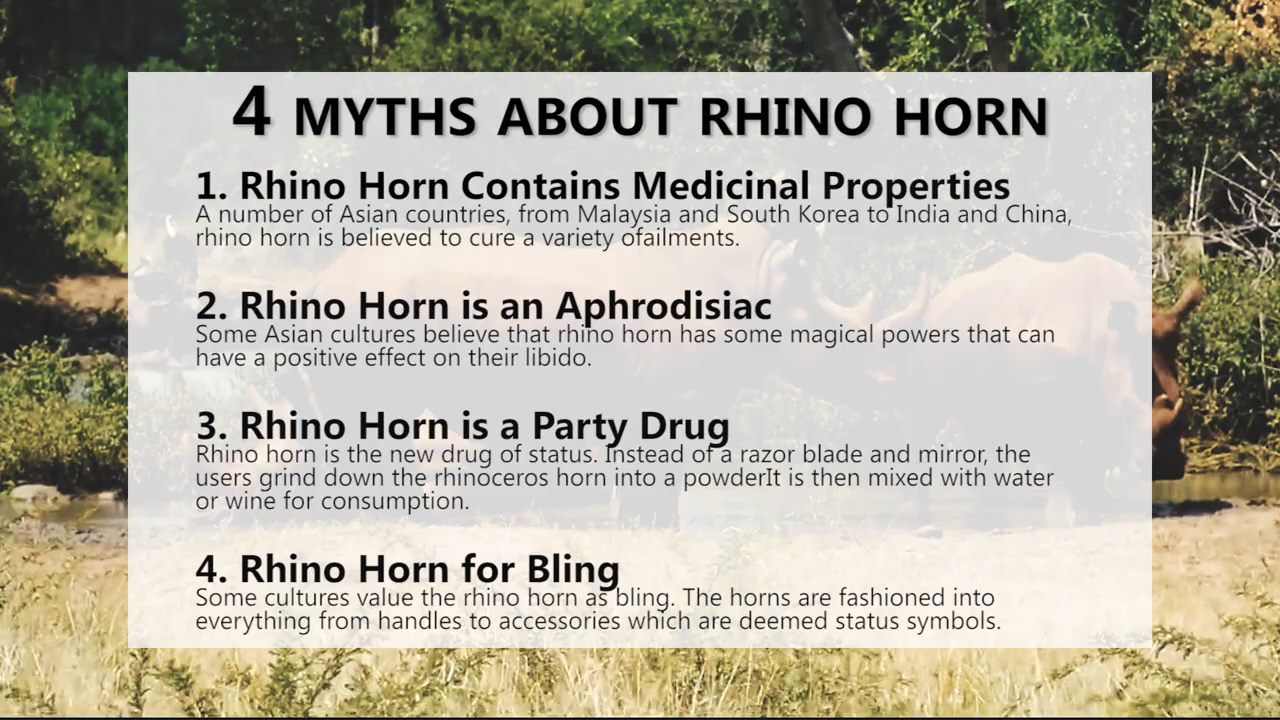 4 MYTHS ABOUT RHINO HORN
1. Rhino Horn Contains Medicinal Properties
A number of Asian countries, from Malaysia and South Korea to India and China,
rhino horn is believed to cure a variety ofailments.
2. Rhino Horn is an Aphrodisiac
Some Asian cultures believe that rhino horn has some magical powers that can
have a positive effect on their libido.
3. Rhino Horn is a Party Drug
Rhino horn is the new drug of status. Instead of a razor blade and mirror, the
users grind down the rhinoceros horn into a powderIt is then mixed with water
or wine for consumption.
4. Rhino Horn for Bling
Some cultures value the rhino horn as bling. The horns are fashioned into
everything from handles to accessories which are deemed status symbols.